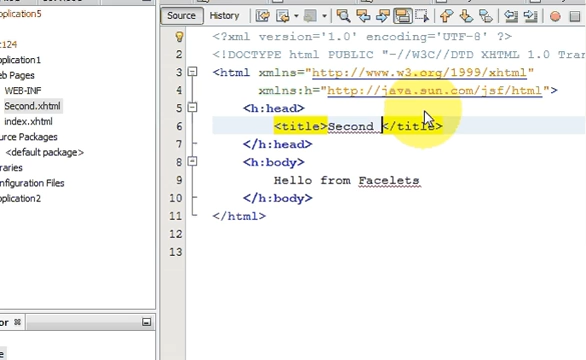 plication5
z124
plication1
eb Pages
WEB-INF
Second.xhtml
index.xhtml
ource Packages
<default package>
raries
nfiguration Files
plication2
or
Source History
1 <?xml version='1.0' encoding='UTF-8' ?>
2 <!DOCTYPE html PUBLIC "-//W3C//DTD XHTML 1.0 Tran
3 <html xmlns="http://www.w3.org/1999/xhtml"
4 xmlns:h="http://java.sun.com/jsf/html">
5 <h:head>
6 <title>Second </title>
7 </h:head>
8 <h:body>
9 Hello from Facelets
10 </h:body>
11 </html>
12
13